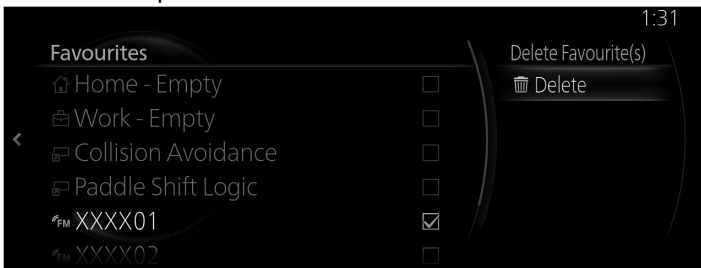 1:31
Favourites
Delete Favourite(s)
Home - Empty
Delete
Work - Empty
Collision Avoidance
Paddle Shift Logic
FM XXXX01
FM XXXX02